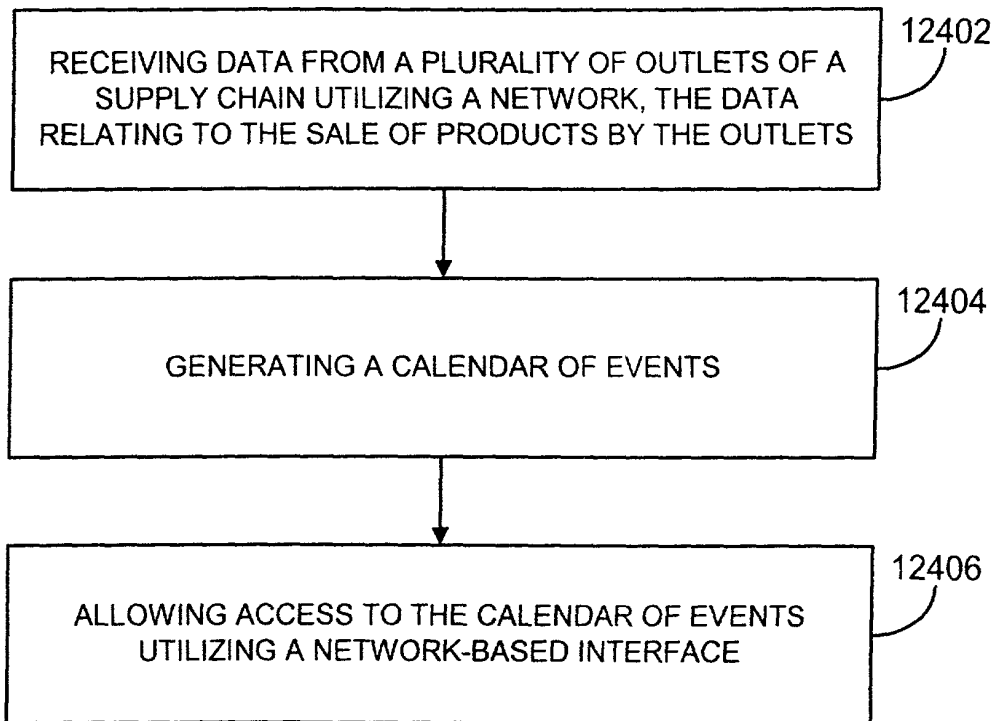 12402
RECEIVING DATA FROM A PLURALITY OF OUTLETS OF A
SUPPLY CHAIN UTILIZING A NETWORK, THE DATA
RELATING TO THE SALE OF PRODUCTS BY THE OUTLETS
12404
GENERATING A CALENDAR OF EVENTS
12406
ALLOWING ACCESS TO THE CALENDAR OF EVENTS
UTILIZING A NETWORK-BASED INTERFACE